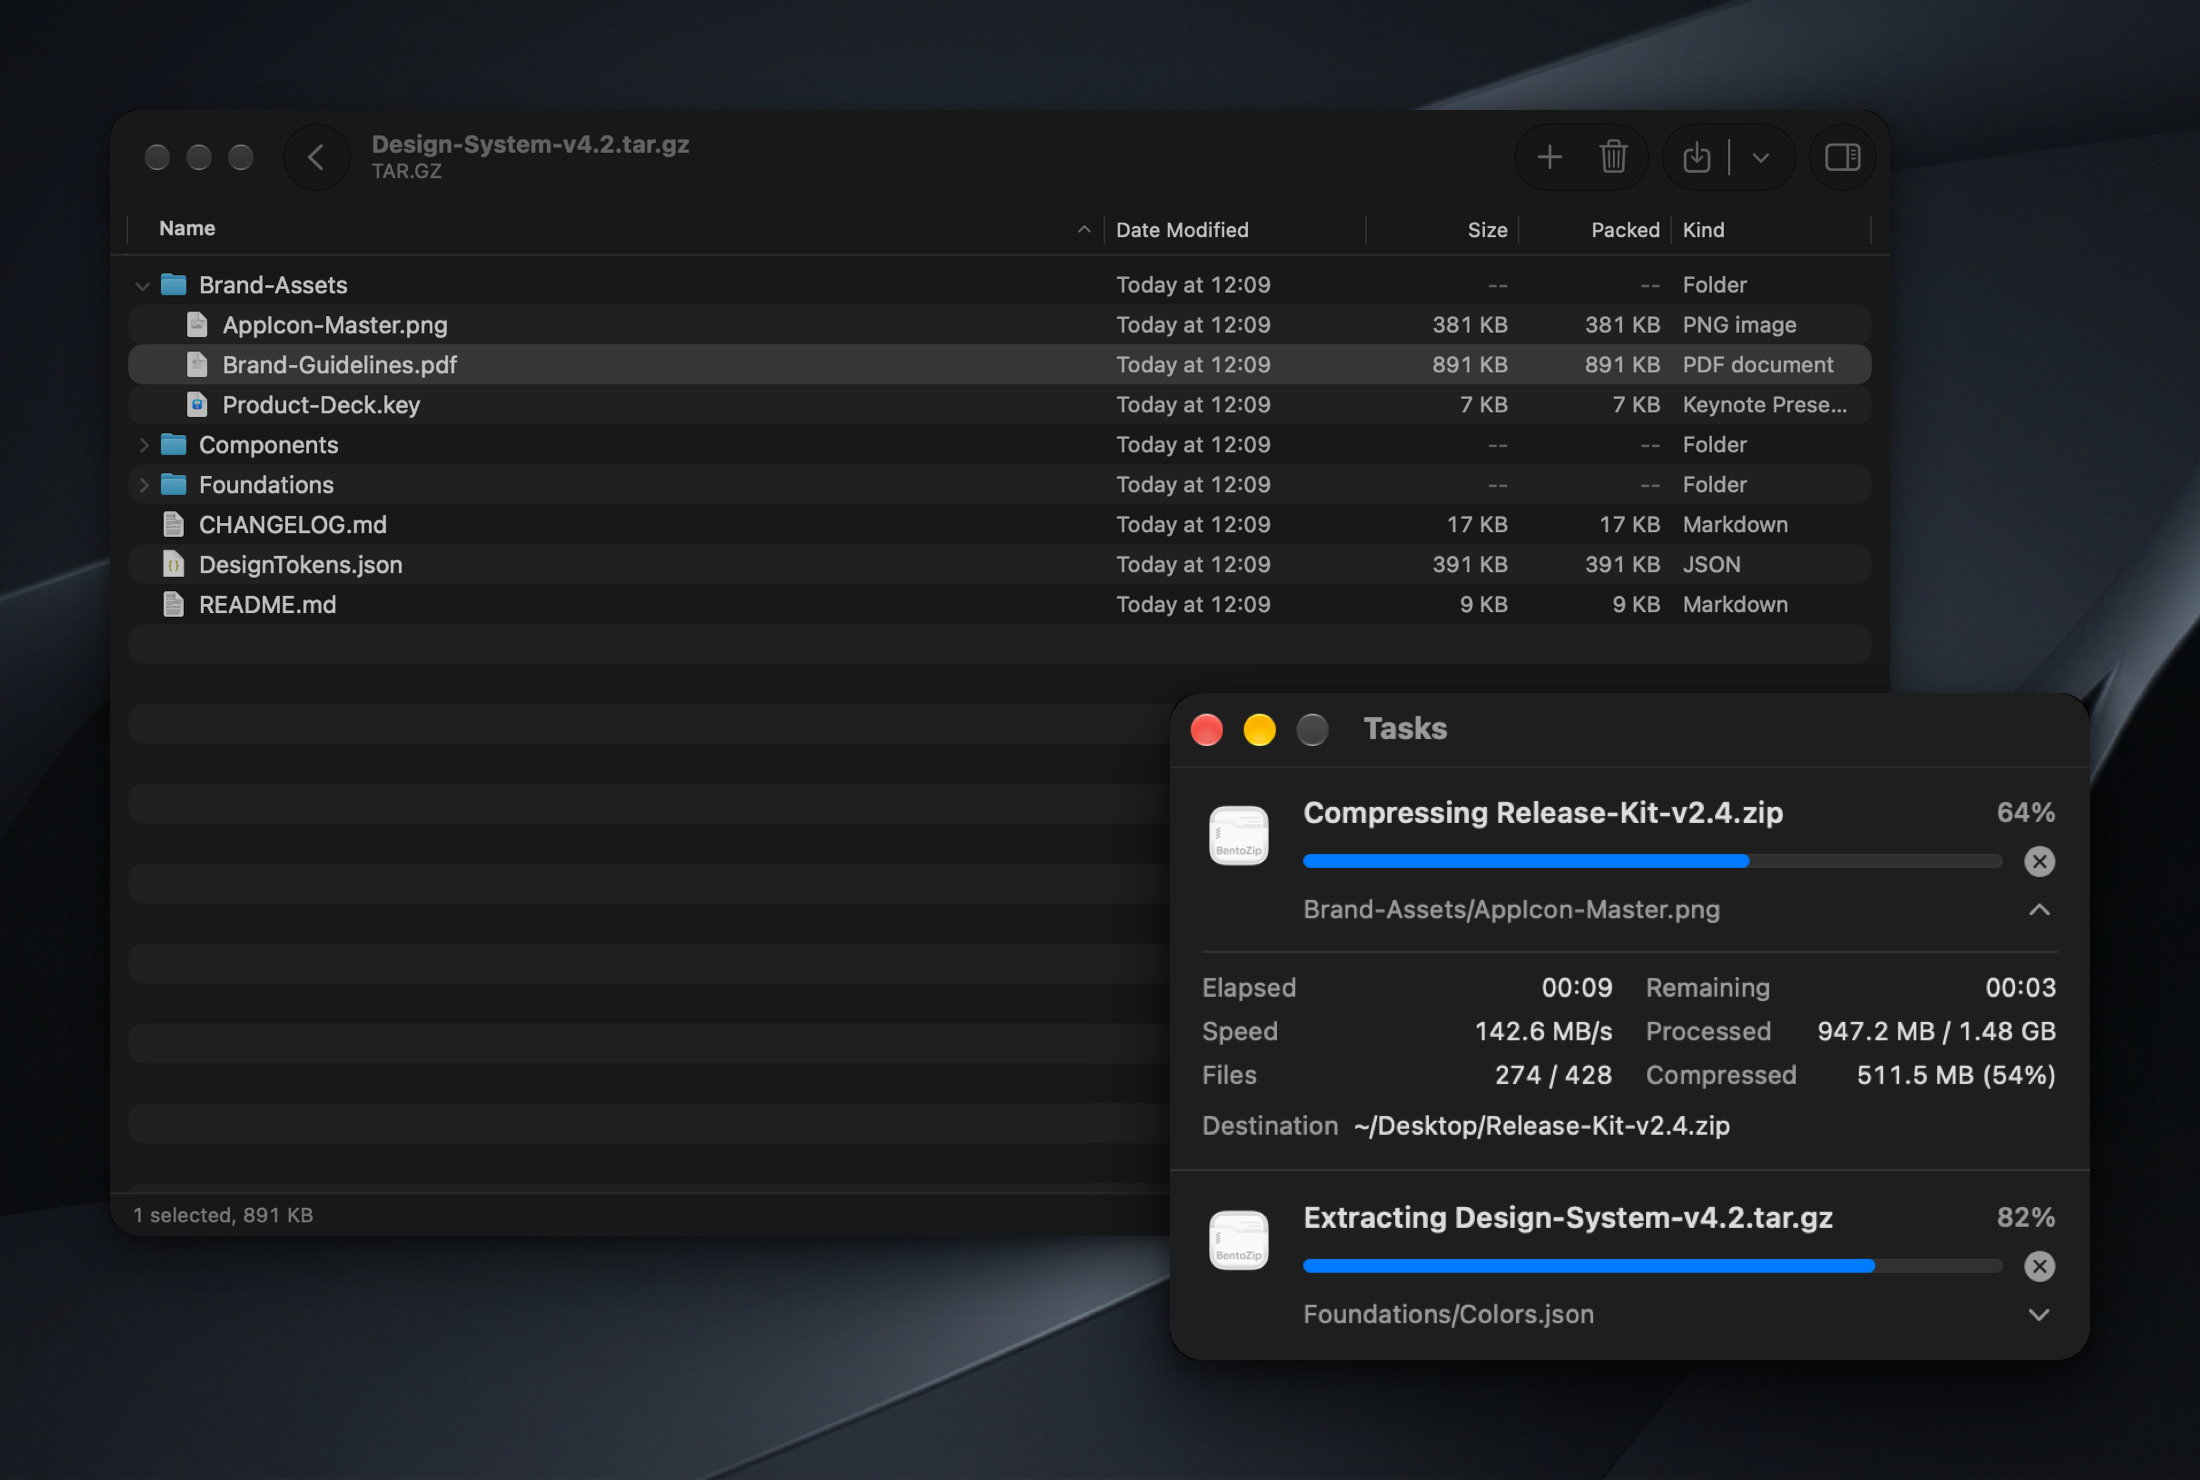 Design-System-v4.2.tar.gz
TAR.GZ
Name Date Modified Size Packed Kind
Brand-Assets Today at 12:09 -- -- Folder
AppIcon-Master.png Today at 12:09 381 KB 381 KB PNG image
Brand-Guidelines.pdf Today at 12:09 891 KB 891 KB PDF document
Product-Deck.key Today at 12:09 7 KB 7 KB Keynote Prese...
Components Today at 12:09 -- -- Folder
Foundations Today at 12:09 -- -- Folder
CHANGELOG.md Today at 12:09 17 KB 17 KB Markdown
DesignTokens.json Today at 12:09 391 KB 391 KB JSON
README.md Today at 12:09 9 KB 9 KB Markdown
1 selected, 891 KB
Tasks
Compressing Release-Kit-v2.4.zip 64%
BentoZip
Brand-Assets/AppIcon-Master.png
Elapsed 00:09 Remaining 00:03
Speed 142.6 MB/s Processed 947.2 MB / 1.48 GB
Files 274 / 428 Compressed 511.5 MB (54%)
Destination ~/Desktop/Release-Kit-v2.4.zip
Extracting Design-System-v4.2.tar.gz 82%
BentoZip
Foundations/Colors.json